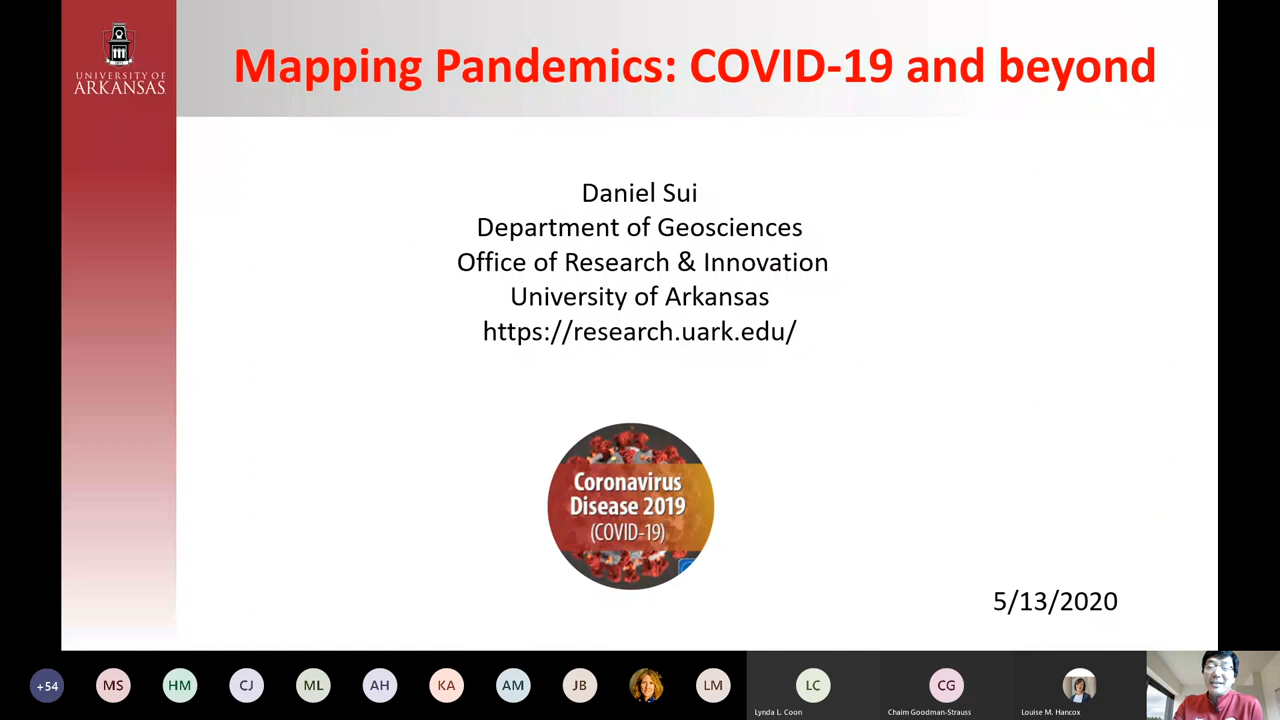 UNIVERSITY OF
ARKANSAS
Mapping Pandemics: COVID-19 and beyond
Daniel Sui
Department of Geosciences
Office of Research & Innovation
University of Arkansas
https://research.uark.edu/
Coronavirus
Disease 2019
(COVID-19)
5/13/2020
+54
MS
HM
CJ
ML
AH
KA
AM
JB
LM
LC
CG
Lynda L. Coon
Chaim Goodman-Strauss
Louise M. Hancox